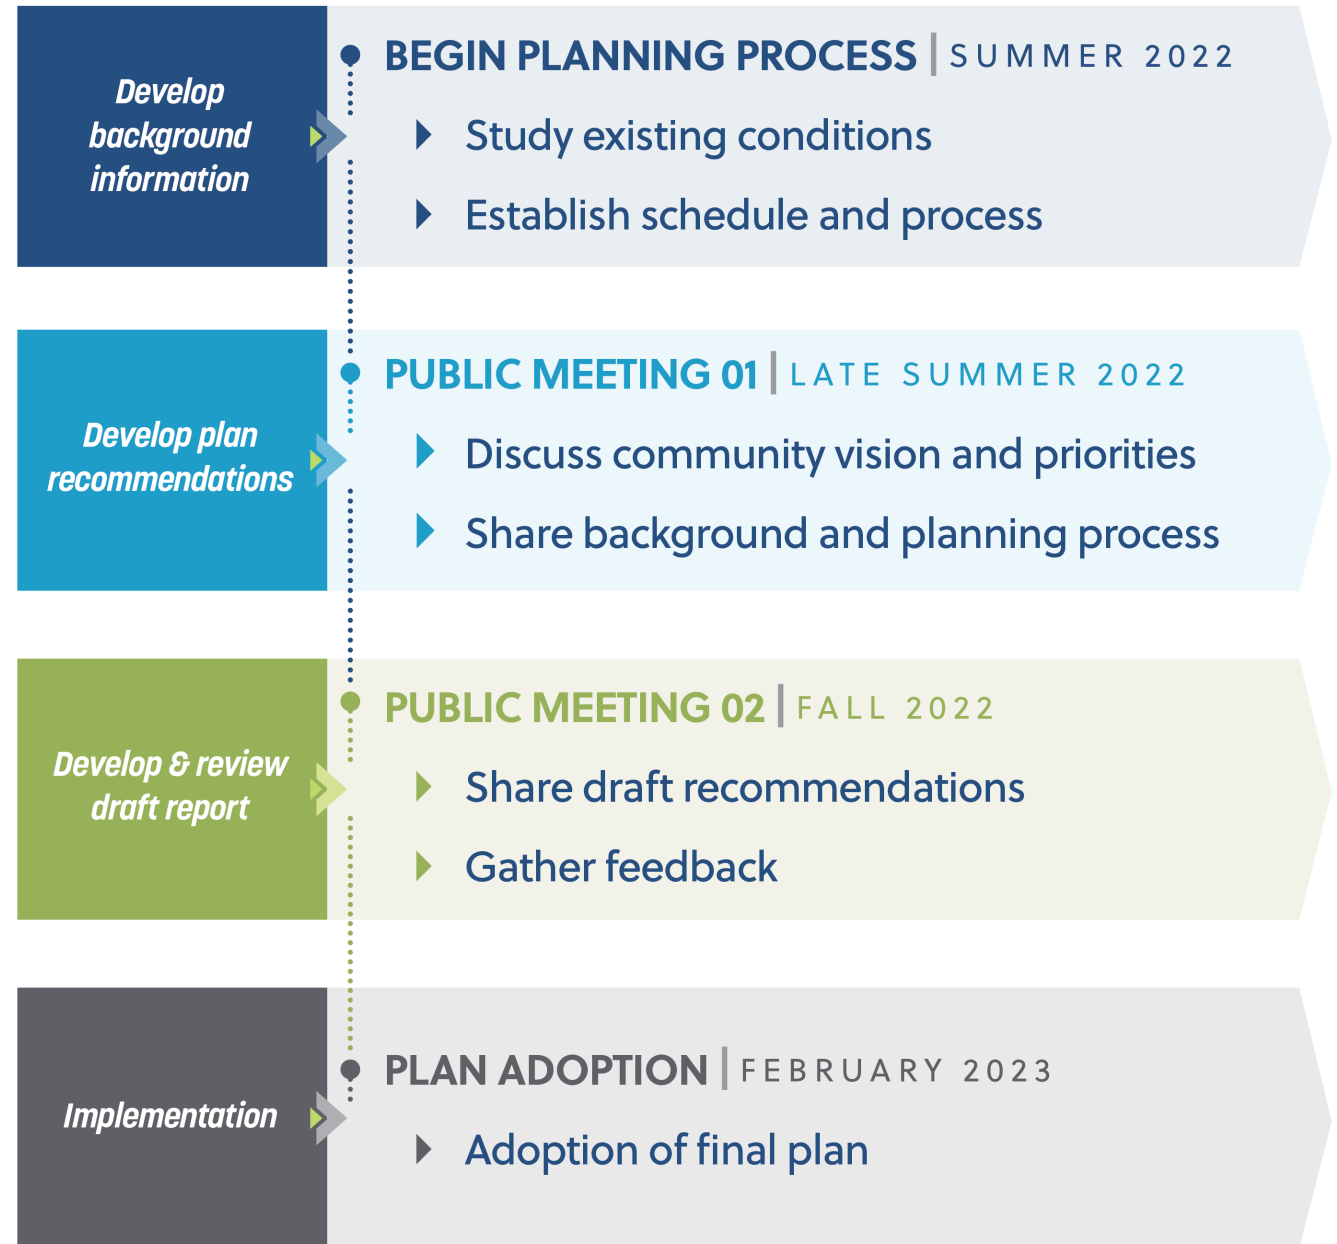 Develop
background
information
BEGIN PLANNING PROCESS | SUMMER 2022
Study existing conditions
Establish schedule and process
Develop plan
recommendations
PUBLIC MEETING 01 | LATE SUMMER 2022
Discuss community vision and priorities
Share background and planning process
Develop & review
draft report
PUBLIC MEETING 02 | FALL 2022
Share draft recommendations
Gather feedback
Implementation
PLAN ADOPTION | FEBRUARY 2023
Adoption of final plan